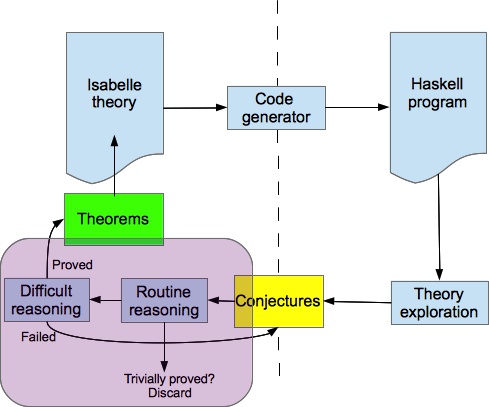 Isabelle
theory
Code
generator
Haskell
program
Theorems
Proved
Difficult
reasoning
Routine
reasoning
Conjectures
Theory
exploration
Failed
Trivially proved?
Discard